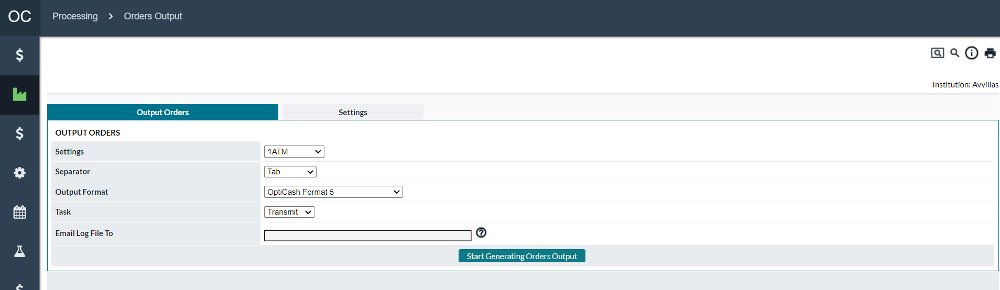 OC
Processing > Orders Output
Institution: Avvillas
Output Orders
Settings
OUTPUT ORDERS
Settings 1ATM
Separator Tab
Output Format OptiCash Format 5
Task Transmit
Email Log File To
Start Generating Orders Output